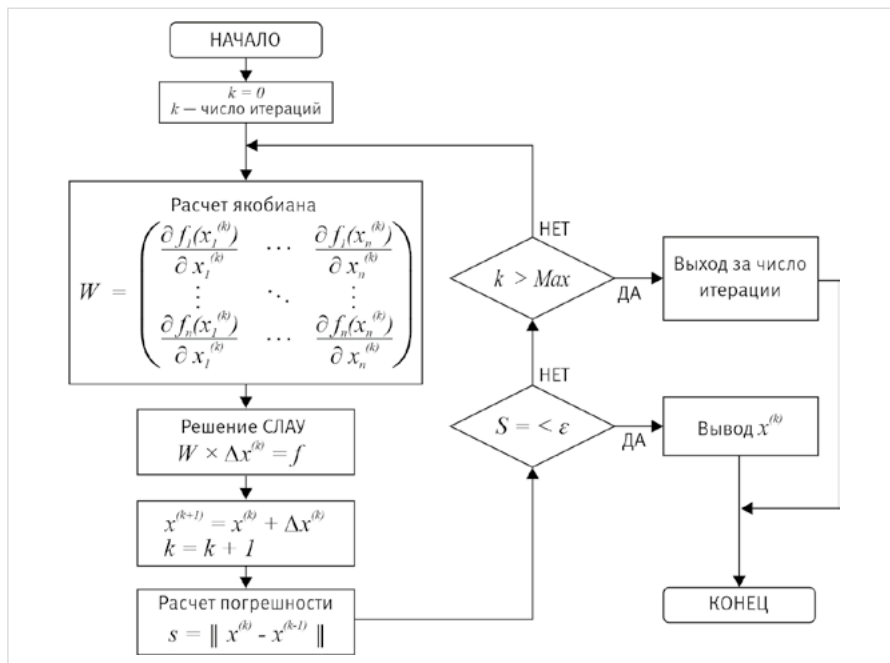 НАЧАЛО
k = 0
k — число итераций
Расчет якобиана
W = ( ∂ f₁(x₁⁽ᵏ⁾) / ∂ x₁⁽ᵏ⁾ … ∂ f₁(xₙ⁽ᵏ⁾) / ∂ xₙ⁽ᵏ⁾
⋮ ⋱ ⋮
∂ fₙ(x₁⁽ᵏ⁾) / ∂ x₁⁽ᵏ⁾ … ∂ fₙ(xₙ⁽ᵏ⁾) / ∂ xₙ⁽ᵏ⁾ )
Решение СЛАУ
W × Δx⁽ᵏ⁾ = f
x⁽ᵏ⁺¹⁾ = x⁽ᵏ⁾ + Δx⁽ᵏ⁾
k = k + 1
Расчет погрешности
s = ‖ x⁽ᵏ⁾ - x⁽ᵏ⁻¹⁾ ‖
НЕТ
k > Max
ДА
Выход за число
итерации
НЕТ
S = < ε
ДА
Вывод x⁽ᵏ⁾
КОНЕЦ